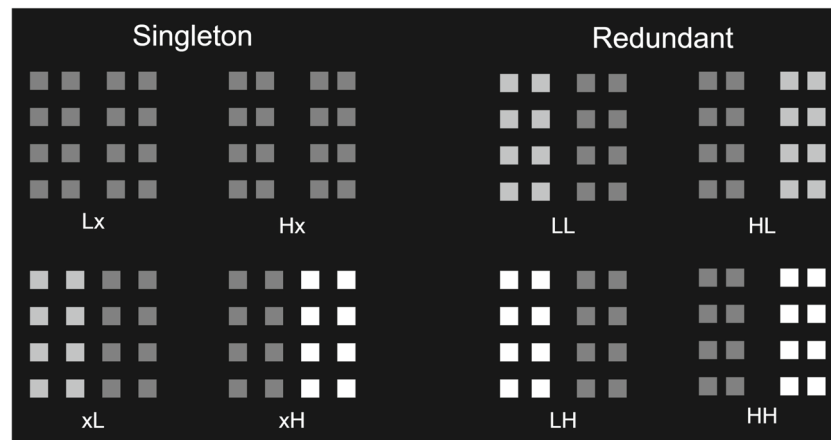 Singleton
Redundant
Lx
Hx
LL
HL
xL
xH
LH
HH